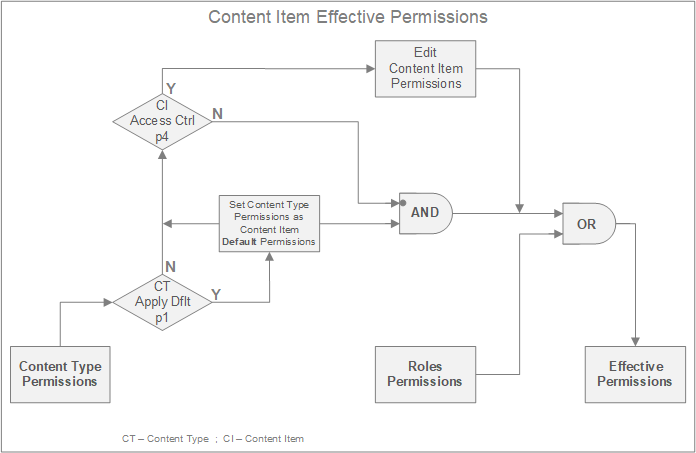 Content Item Effective Permissions
Edit
Content Item
Permissions
Y
CI
Access Ctrl
p4
N
Set Content Type
Permissions as
Content Item
Default Permissions
AND
OR
N
CT
Apply Dflt
p1
Y
Content Type
Permissions
Roles
Permissions
Effective
Permissions
CT – Content Type ; CI – Content Item